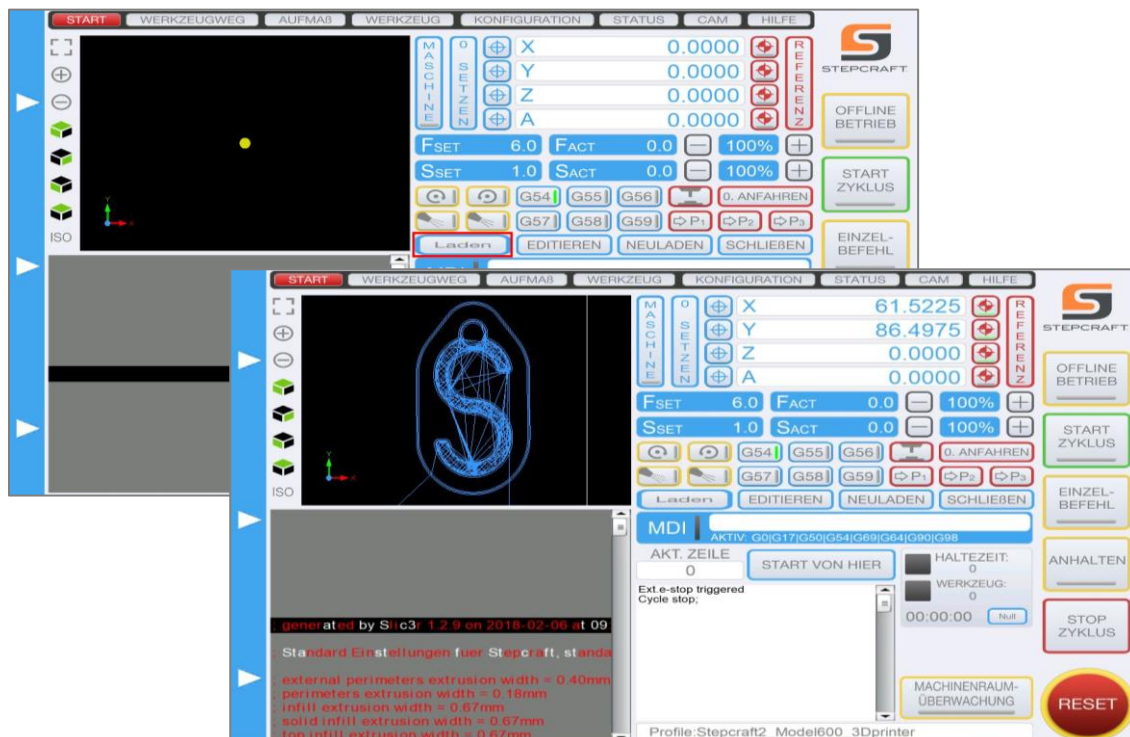 START WERKZEUGWEG AUFMAß WERKZEUG KONFIGURATION STATUS CAM HILFE
MASCHINE
0 SETZEN
X 0.0000
Y 0.0000
Z 0.0000
A 0.0000
REFERENZ
STEPCRAFT
FSET 6.0 FACT 0.0 100%
SSET 1.0 SACT 0.0 100%
G54 G55 G56 0. ANFAHREN
G57 G58 G59 P1 P2 P3
Laden EDITIEREN NEULADEN SCHLIEßEN
ISO
Y
X
OFFLINE
BETRIEB
START
ZYKLUS
EINZEL-
BEFEHL
START WERKZEUGWEG AUFMAß WERKZEUG KONFIGURATION STATUS CAM HILFE
MASCHINE
0 SETZEN
X 61.5225
Y 86.4975
Z 0.0000
A 0.0000
REFERENZ
STEPCRAFT
FSET 6.0 FACT 0.0 100%
SSET 1.0 SACT 0.0 100%
G54 G55 G56 0. ANFAHREN
G57 G58 G59 P1 P2 P3
Laden EDITIEREN NEULADEN SCHLIEßEN
ISO
Y
X
MDI
AKTIV: G0|G17|G50|G54|G69|G64|G90|G98
AKT. ZEILE
0
START VON HIER
HALTEZEIT:
0
WERKZEUG:
0
00:00:00 Null
Ext.e-stop triggered
Cycle stop;
; generated by Slic3r 1.2.9 on 2018-02-06 at 09
; Standard Einstellungen fuer Stepcraft, standa
; external perimeters extrusion width = 0.40mm
; perimeters extrusion width = 0.18mm
; infill extrusion width = 0.67mm
; solid infill extrusion width = 0.67mm
; top infill extrusion width = 0.67mm
MACHINENRAUM-
ÜBERWACHUNG
Profile:Stepcraft2_Model600_3Dprinter
OFFLINE
BETRIEB
START
ZYKLUS
EINZEL-
BEFEHL
ANHALTEN
STOP
ZYKLUS
RESET